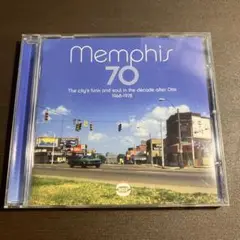 Memphis
70
The city's funk and soul in the decade after Otis
1968-1978